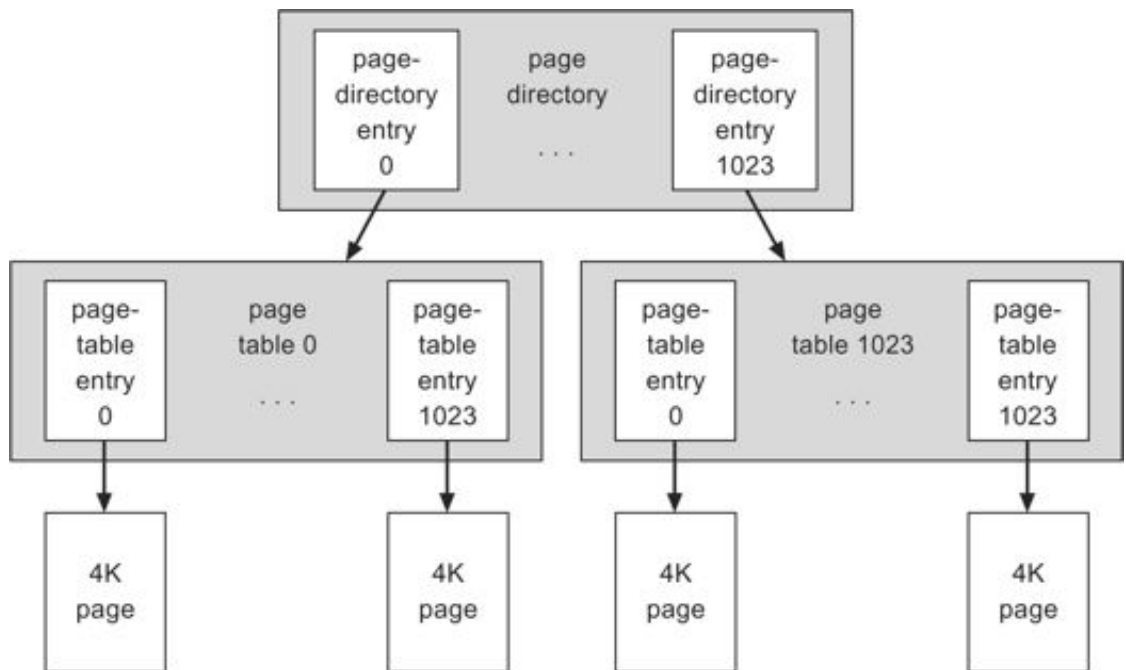 page-
directory
entry
0
page
directory
. . .
page-
directory
entry
1023
page-
table
entry
0
page
table 0
. . .
page-
table
entry
1023
page-
table
entry
0
page
table 1023
. . .
page-
table
entry
1023
4K
page
4K
page
4K
page
4K
page